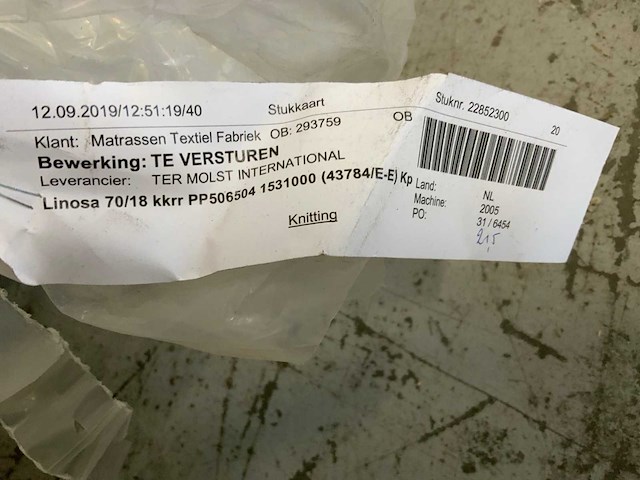 12.09.2019/12:51:19/40 Stukkaart OB Stuknr. 22852300 20
Klant: Matrassen Textiel Fabriek OB: 293759
Bewerking: TE VERSTUREN
Leverancier: TER MOLST INTERNATIONAL
Linosa 70/18 kkrr PP506504 1531000 (43784/E-E) Kp
Knitting
Land: NL
Machine: 2005
PO: 31 / 6454